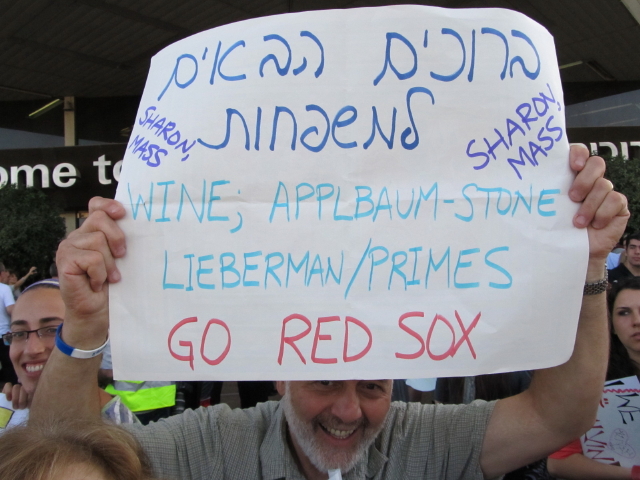 ברוכים הבאים
למשפחות
SHARON,
MASS
SHARON,
MASS
WINE; APPLBAUM-STONE
LIEBERMAN/PRIMES
GO RED SOX
ome to